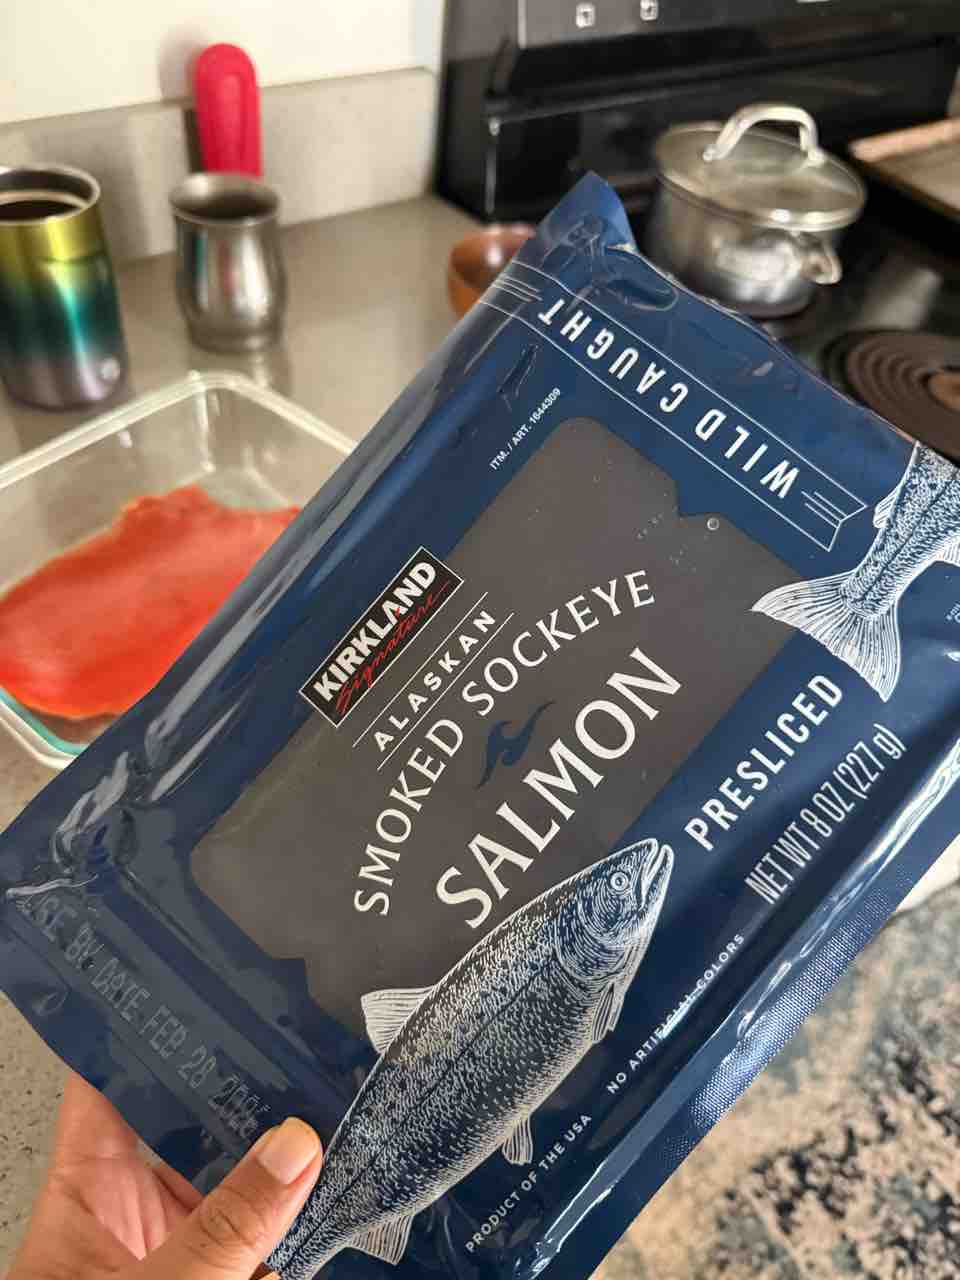 WILD CAUGHT
ITM. / ART. 1644309
KIRKLAND
Signature
ALASKAN
SMOKED SOCKEYE
SALMON
PRESLICED
NET WT 8 OZ (227 g)
NO ARTIFICIAL COLORS
PRODUCT OF THE USA
USE BY DATE FEB 28